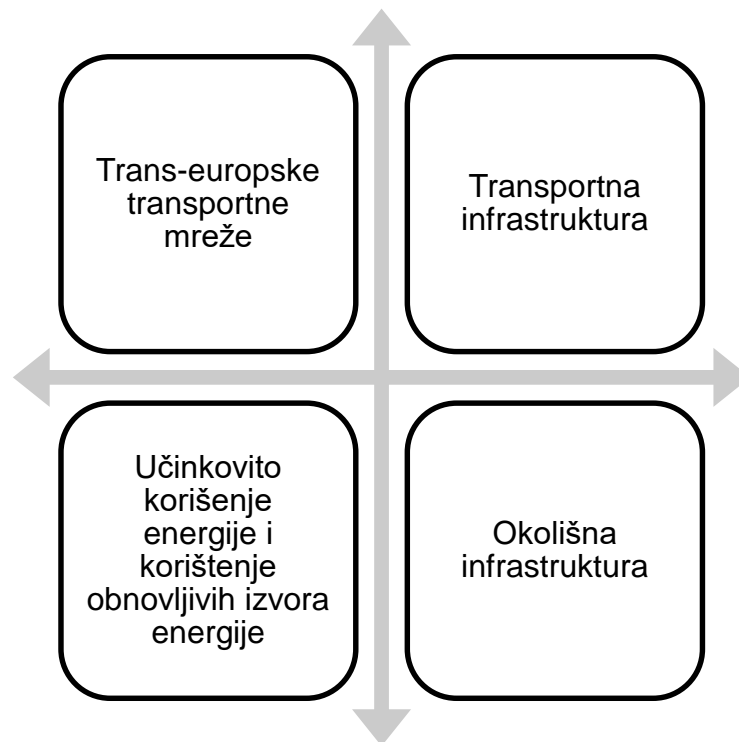 Trans-europske
transportne
mreže
Transportna
infrastruktura
Učinkovito
korišenje
energije i
korištenje
obnovljivih izvora
energije
Okolišna
infrastruktura